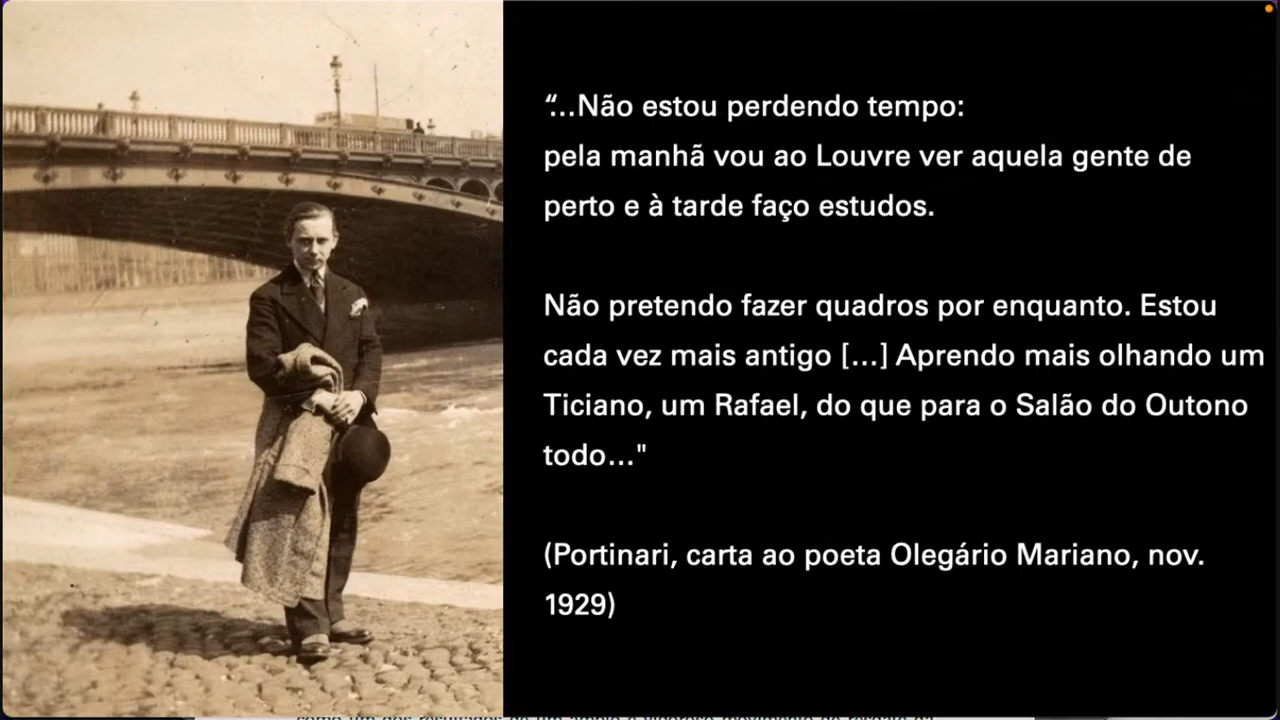 “...Não estou perdendo tempo:
pela manhã vou ao Louvre ver aquela gente de
perto e à tarde faço estudos.
Não pretendo fazer quadros por enquanto. Estou
cada vez mais antigo [...] Aprendo mais olhando um
Ticiano, um Rafael, do que para o Salão do Outono
todo..."
(Portinari, carta ao poeta Olegário Mariano, nov.
1929)